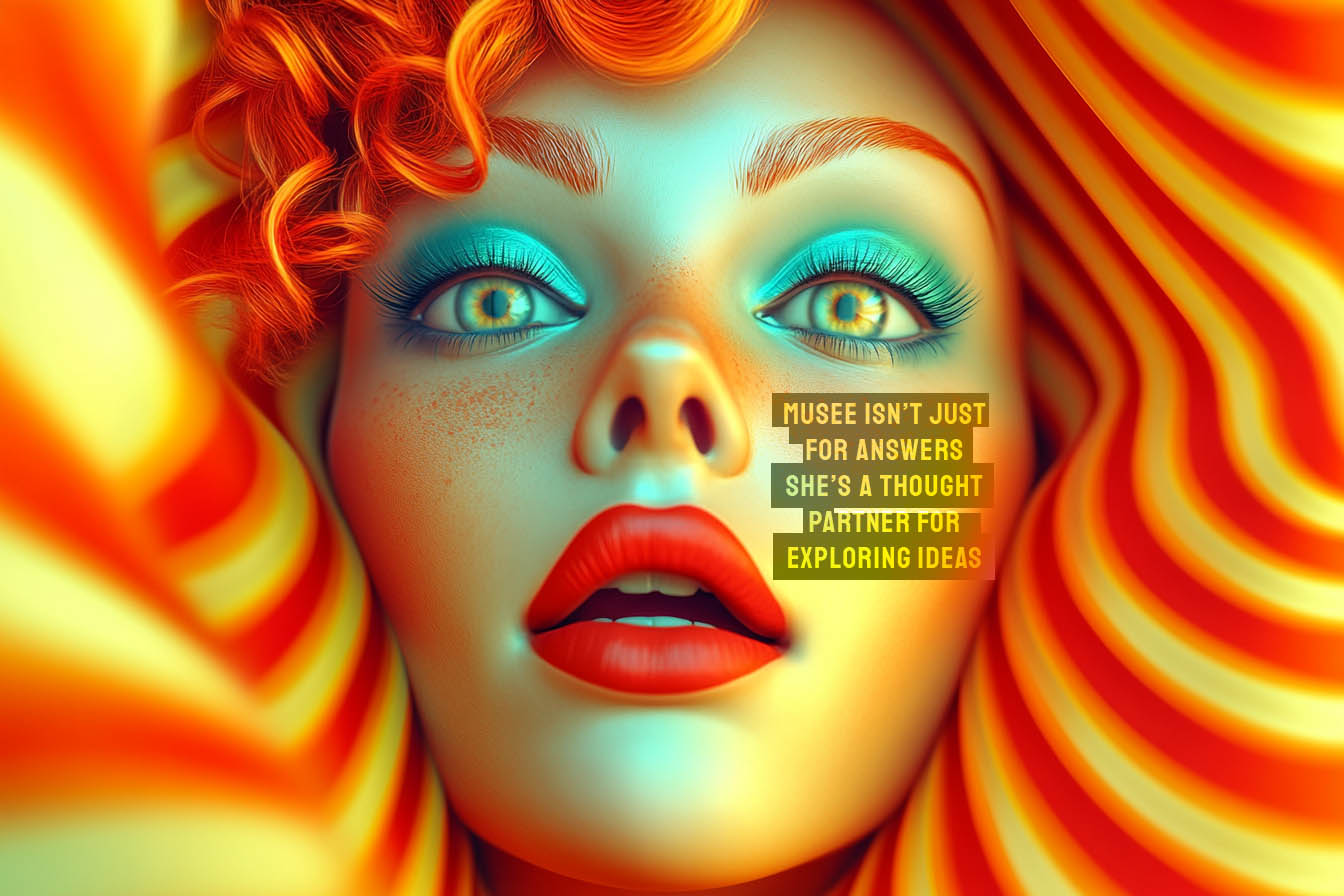 MUSEE ISN’T JUST
FOR ANSWERS
SHE’S A THOUGHT
PARTNER FOR
EXPLORING IDEAS